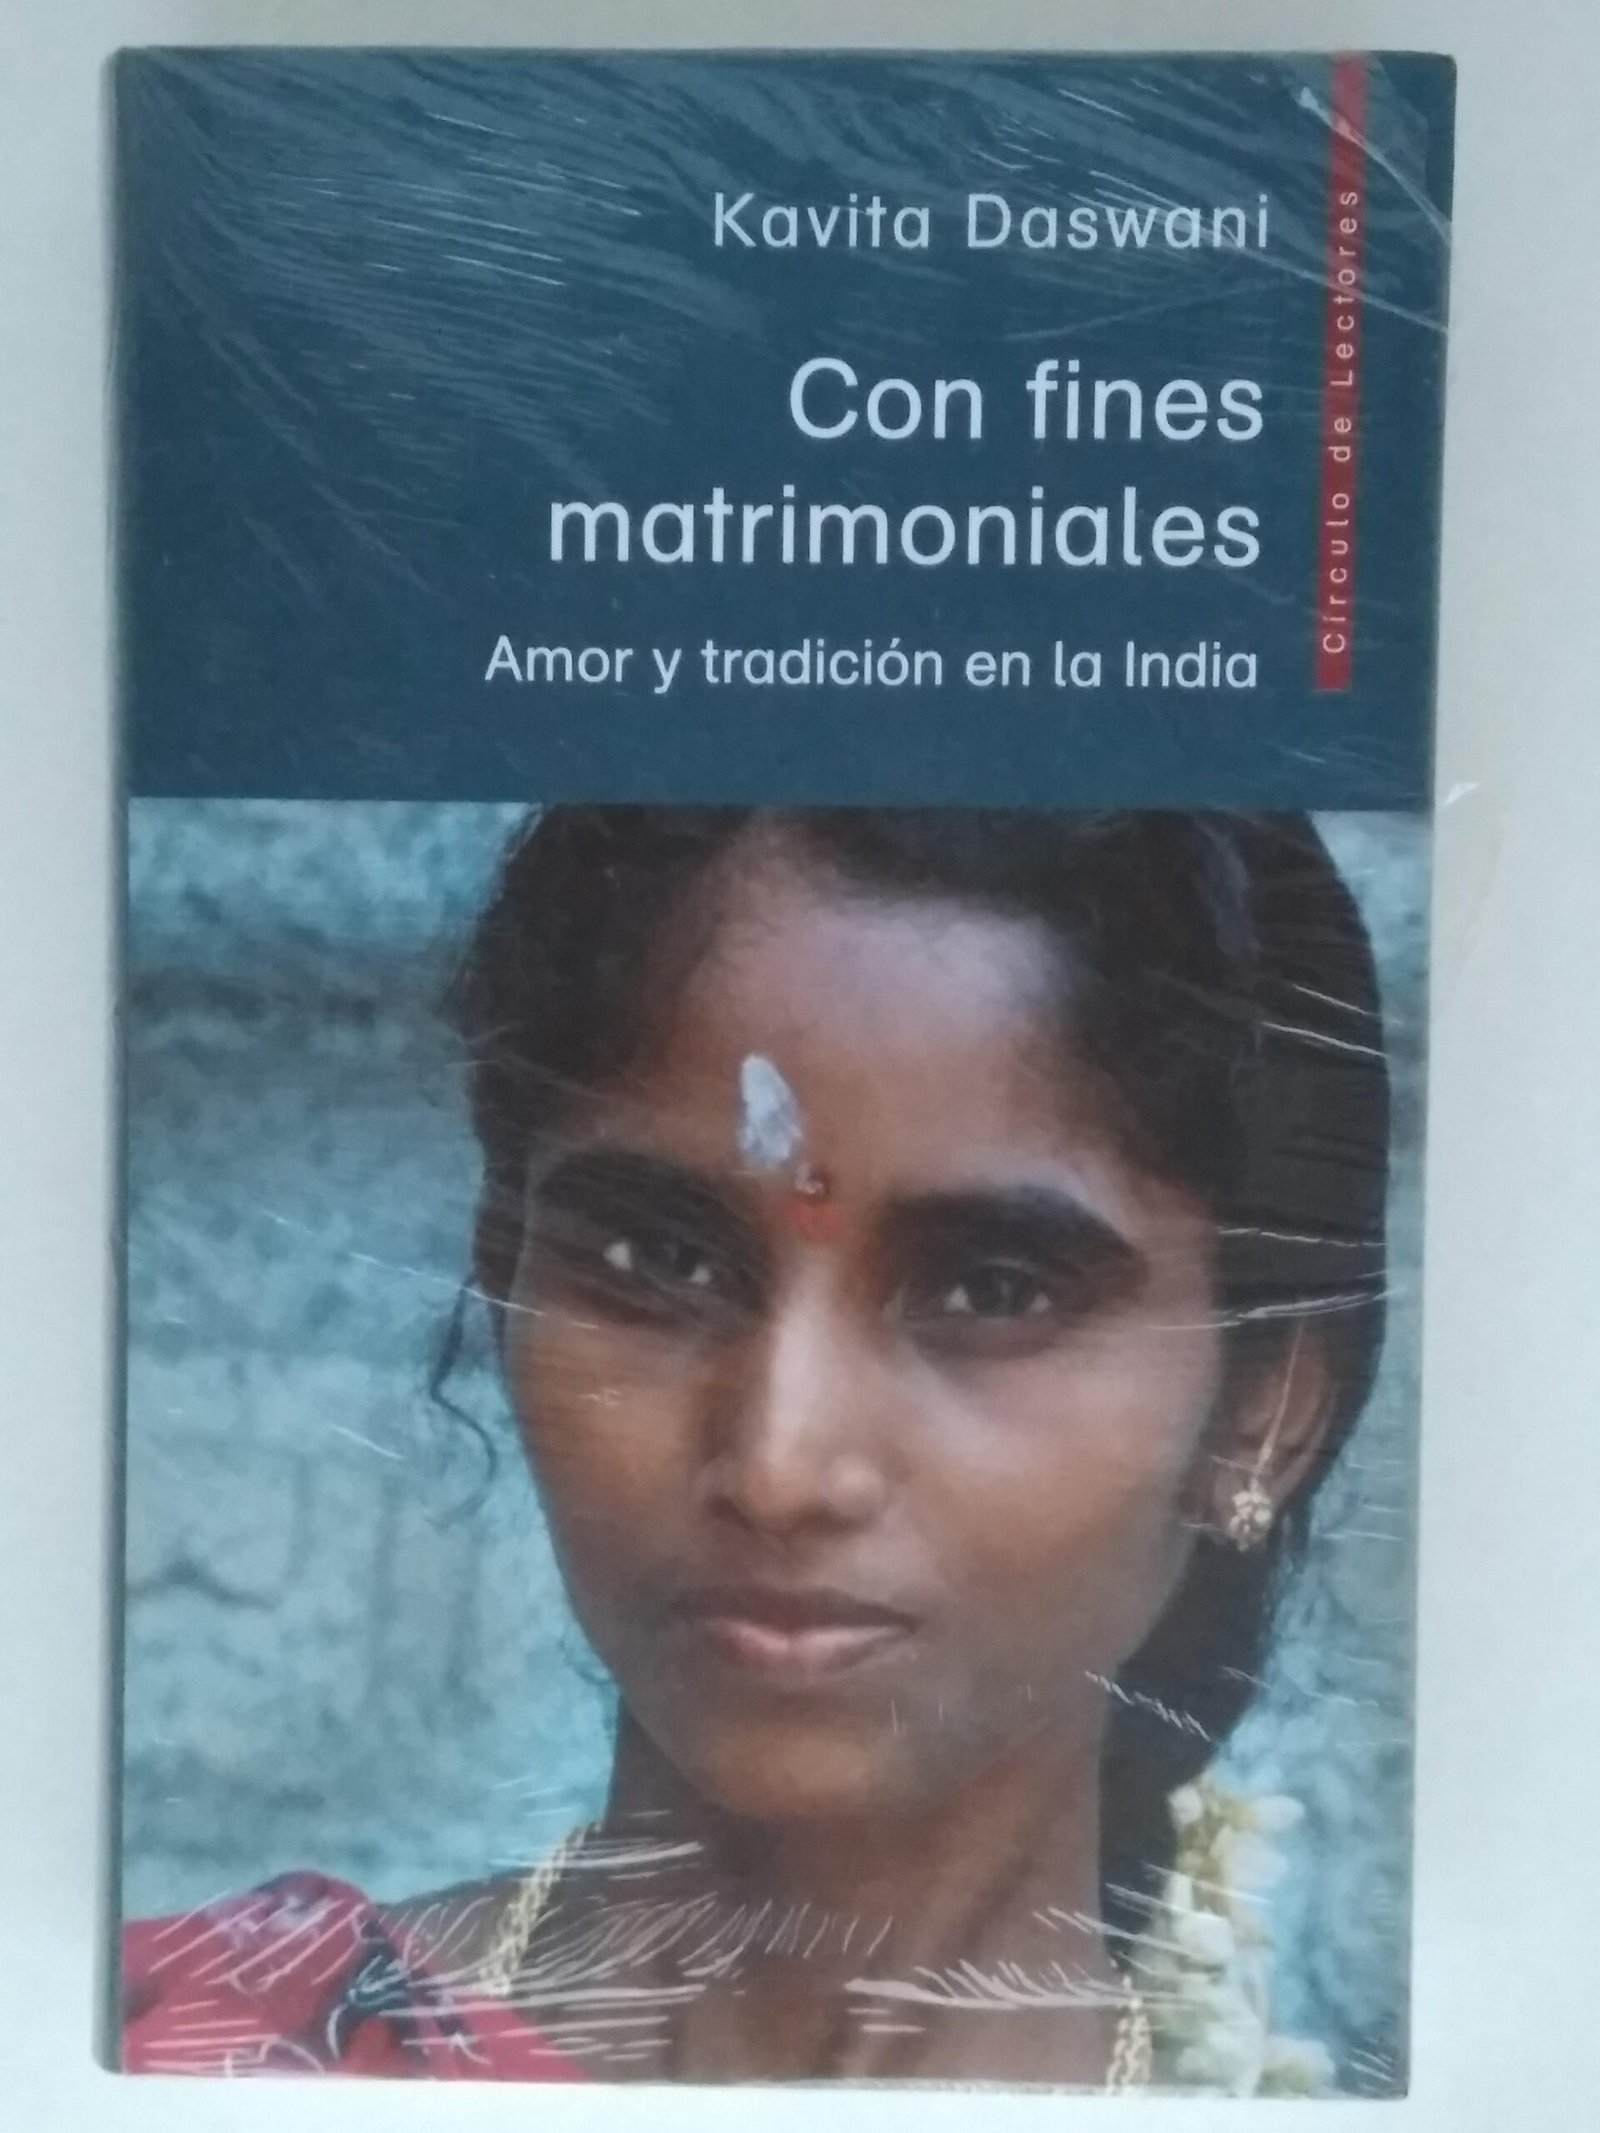 Kavita Daswani
Con fines
matrimoniales
Amor y tradición en la India
Círculo de Lectores